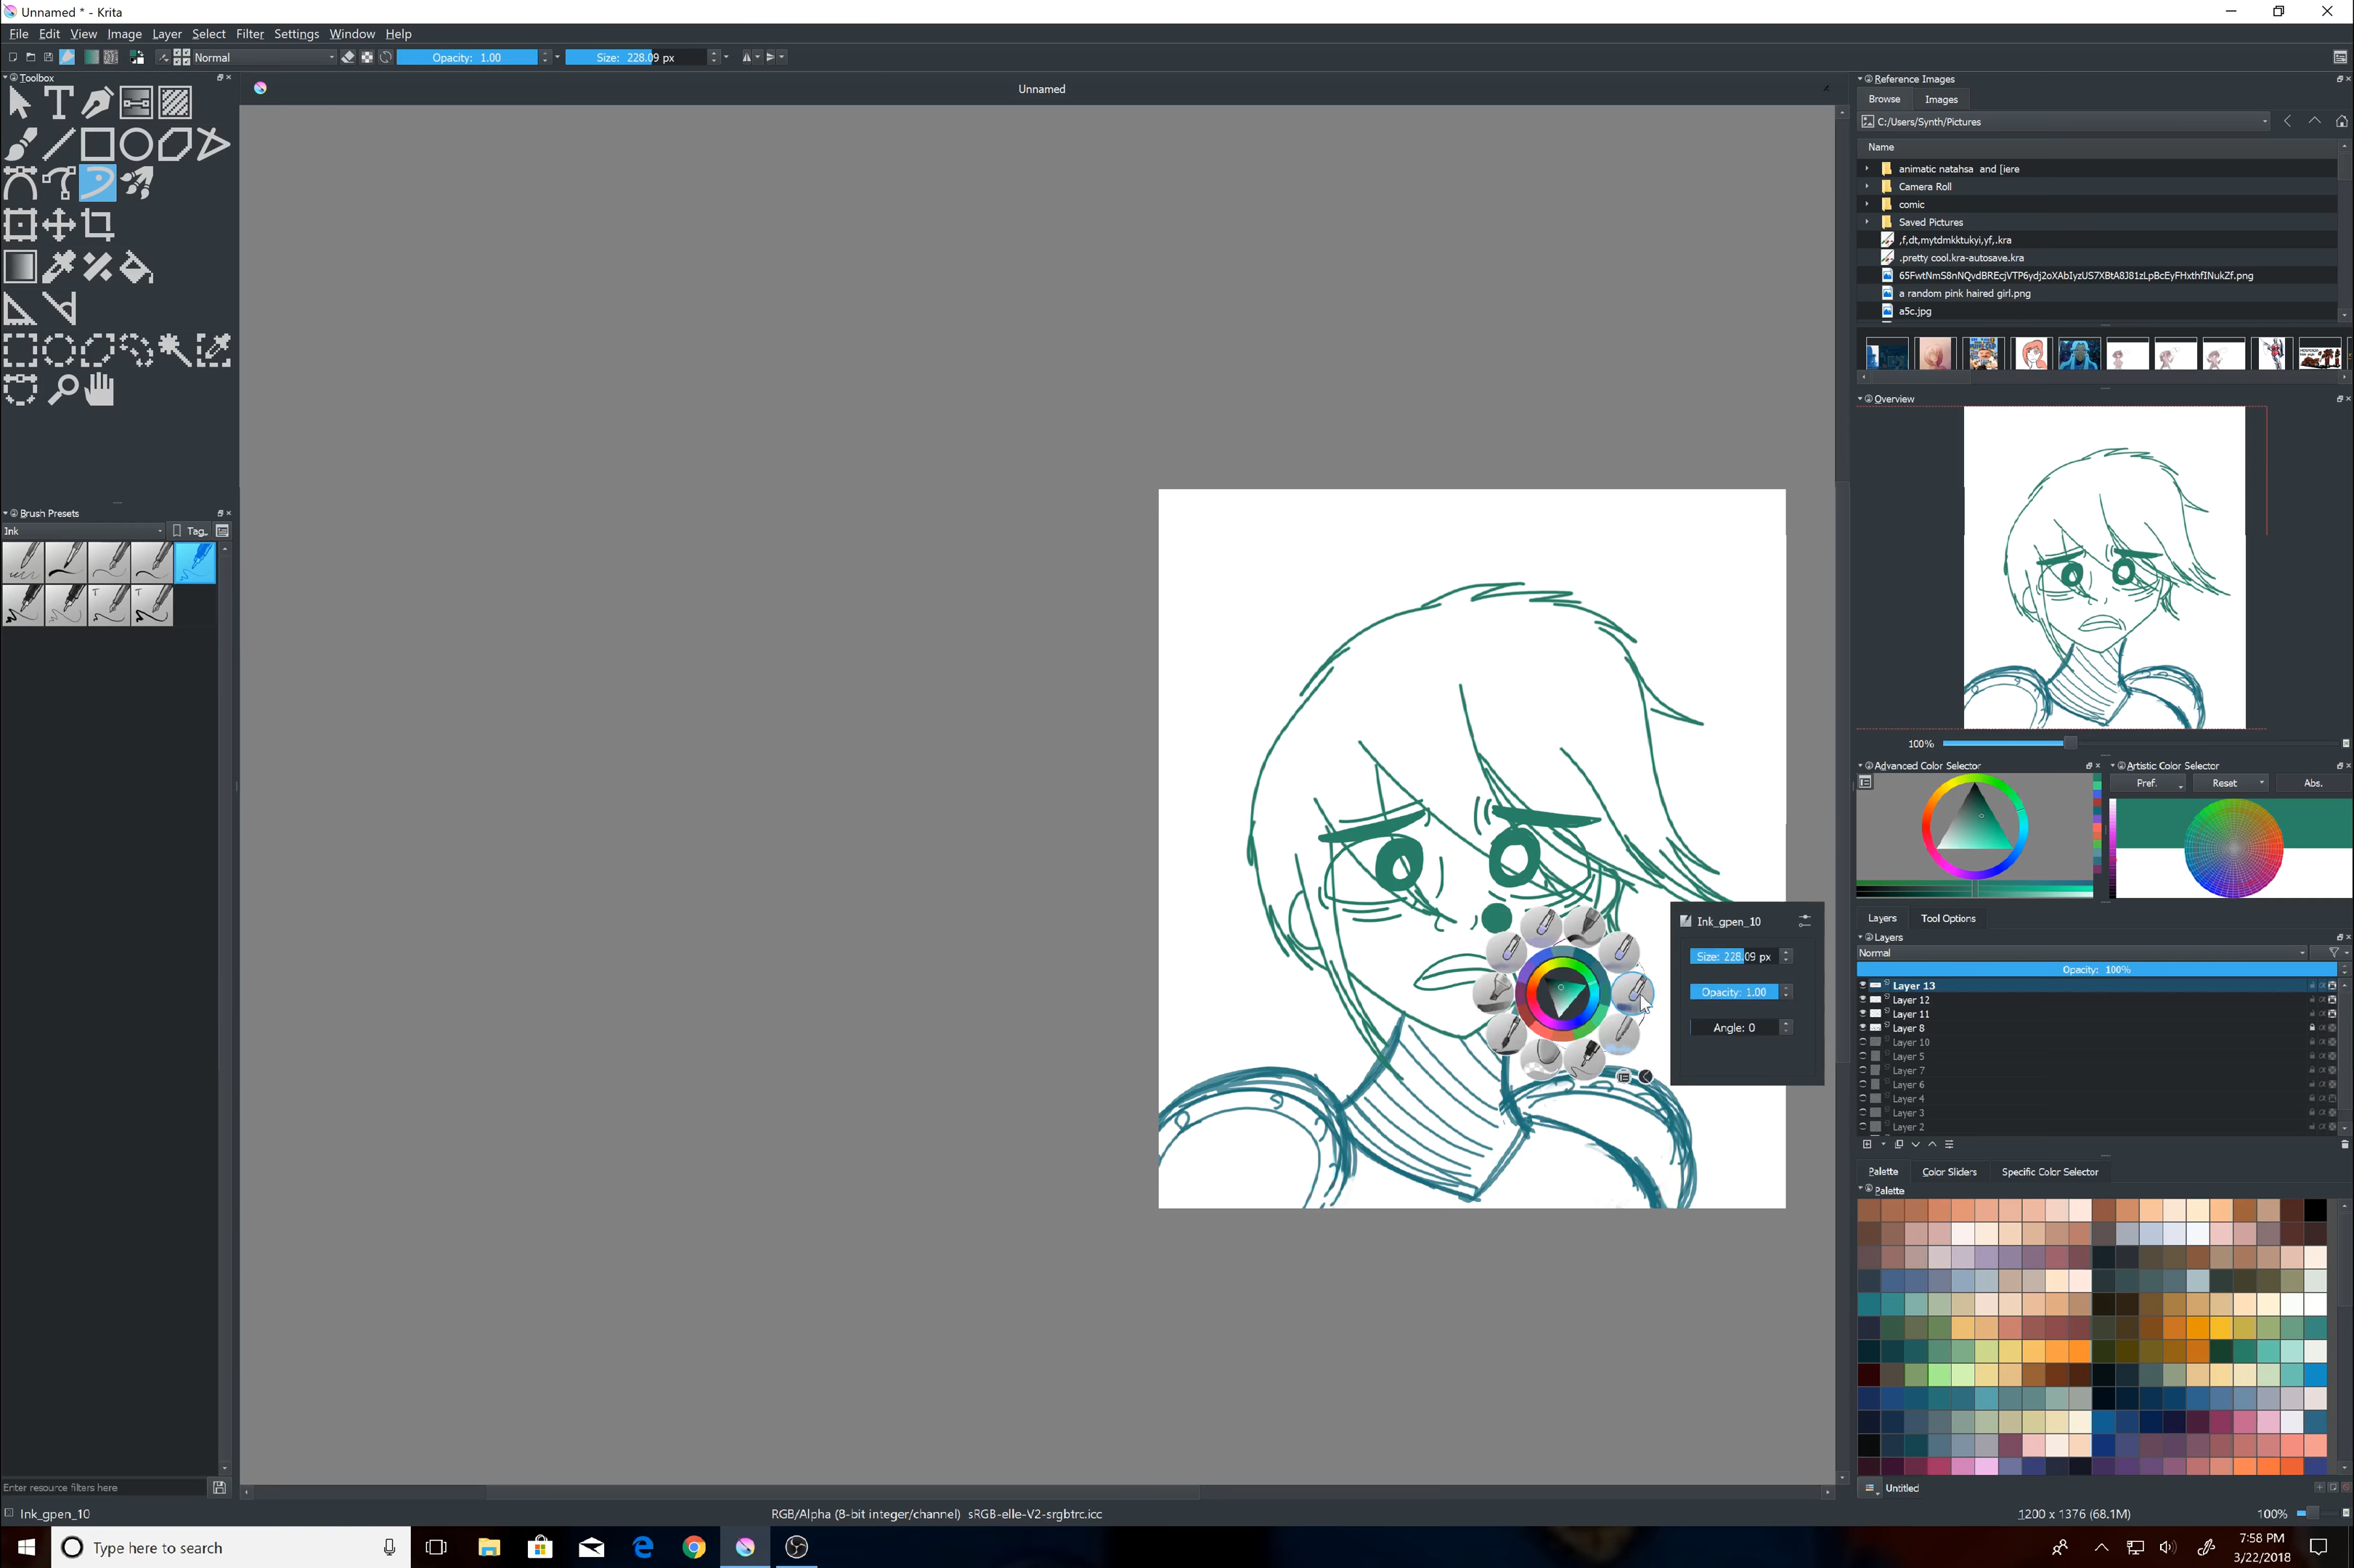 Unnamed * - Krita
File Edit View Image Layer Select Filter Settings Window Help
Normal Opacity: 1.00 Size: 228.09 px
Toolbox
Unnamed
Brush Presets
Ink Tag
Enter resource filters here
Ink_gpen_10
Size: 228.09 px
Opacity: 1.00
Angle: 0
Reference Images
Browse Images
C:/Users/Synth/Pictures
Name
animatic natahsa and [iere
Camera Roll
comic
Saved Pictures
,f,dt,mytdmkktukyi,yf,.kra
.pretty cool.kra-autosave.kra
a random pink haired girl.png
a5c.jpg
Overview
100%
Advanced Color Selector
Artistic Color Selector
Pref. Reset Abs.
Layers Tool Options
Layers
Normal
Opacity: 100%
Layer 13
Layer 12
Layer 11
Layer 8
Layer 10
Layer 5
Layer 7
Layer 6
Layer 4
Layer 3
Layer 2
Palette Color Sliders Specific Color Selector
Palette
Untitled
Ink_gpen_10 RGB/Alpha (8-bit integer/channel) sRGB-elle-V2-srgbtrc.icc 1200 x 1376 (68.1M) 100%
Type here to search
7:58 PM
3/22/2018